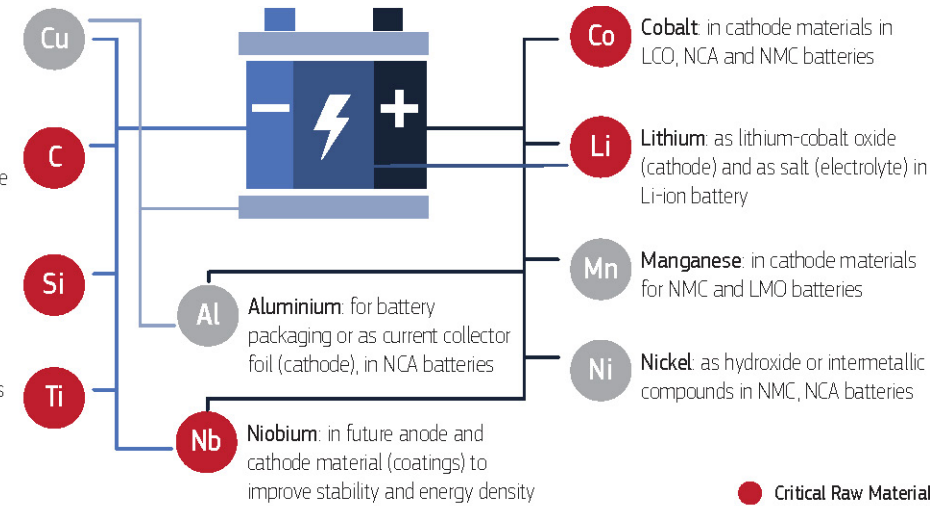 Cu
C
e
Si
Ti
s
− +
Al
Aluminium: for battery
packaging or as current collector
foil (cathode), in NCA batteries
Nb
Niobium: in future anode and
cathode material (coatings) to
improve stability and energy density
Co
Cobalt: in cathode materials in
LCO, NCA and NMC batteries
Li
Lithium: as lithium-cobalt oxide
(cathode) and as salt (electrolyte) in
Li-ion battery
Mn
Manganese: in cathode materials
for NMC and LMO batteries
Ni
Nickel: as hydroxide or intermetallic
compounds in NMC, NCA batteries
Critical Raw Material